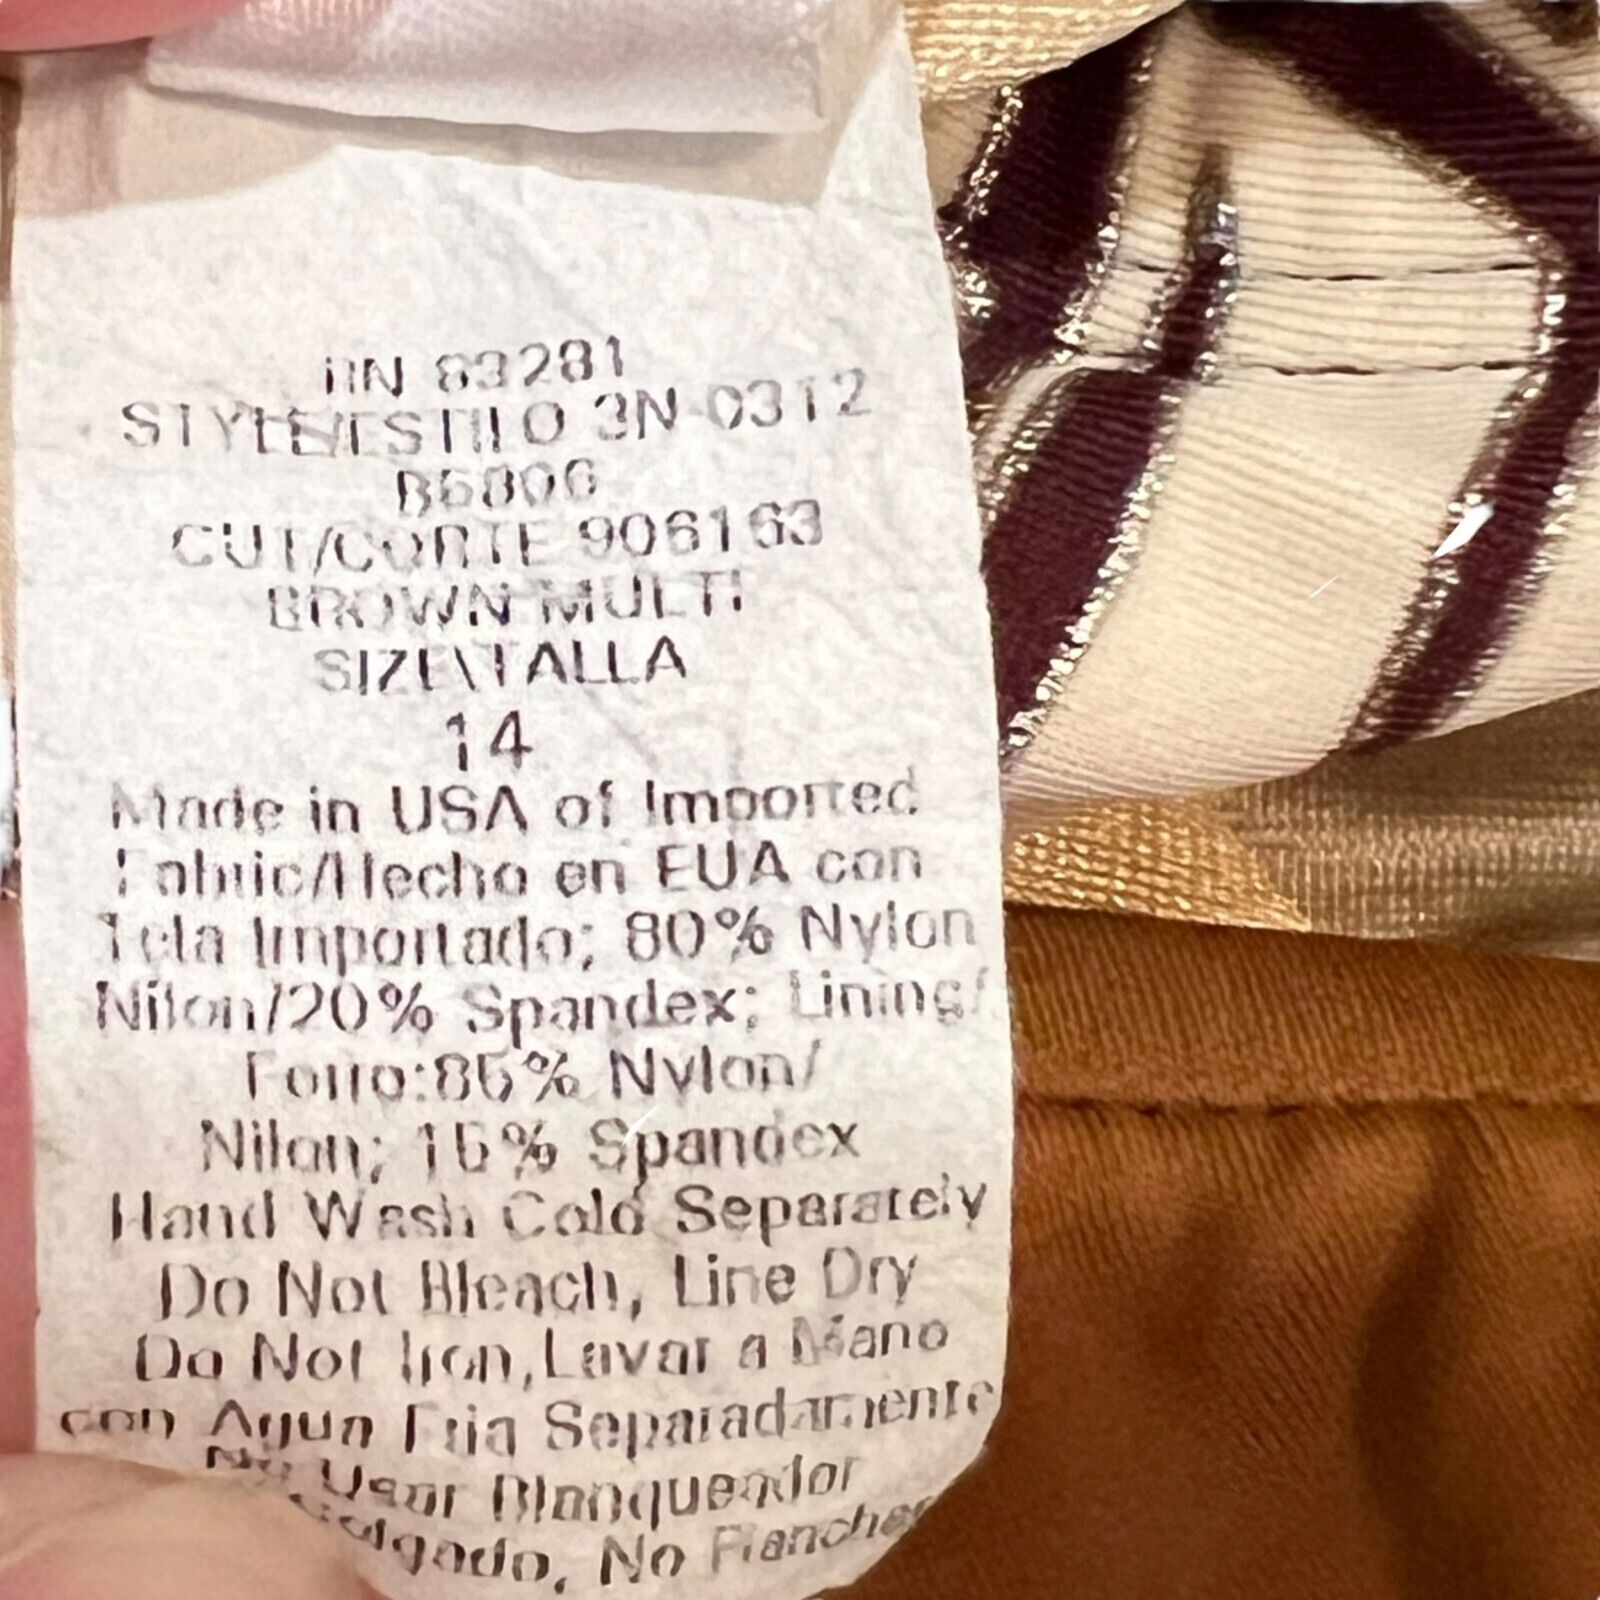 RN 83281
STYLE/ESTILO 3N-0312
B5806
CUT/CORTE 906163
BROWN MULTI
SIZE\TALLA
14
Made in USA of Imported
Fabric/Hecho en EUA con
Tela Importado; 80% Nylon
Nilon/20% Spandex; Lining/
Forro:85% Nylon/
Nilon; 15% Spandex
Hand Wash Cold Separately
Do Not Bleach, Line Dry
Do Not Iron,Lavar a Mano
con Agua Fria Separadamente
No Usar Blanqueador
Colgado, No Planchar